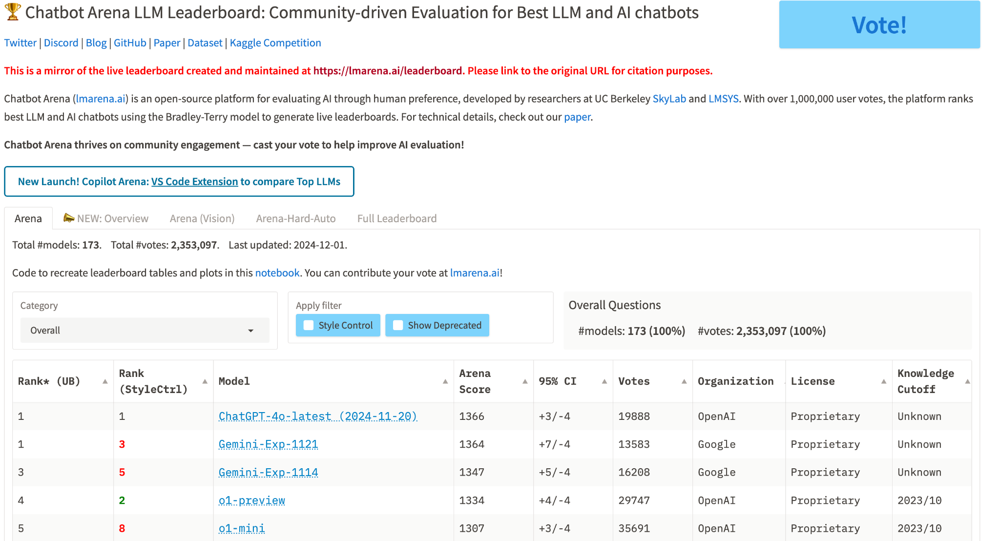 🏆 Chatbot Arena LLM Leaderboard: Community-driven Evaluation for Best LLM and AI chatbots
Vote!
Twitter | Discord | Blog | GitHub | Paper | Dataset | Kaggle Competition
This is a mirror of the live leaderboard created and maintained at https://lmarena.ai/leaderboard. Please link to the original URL for citation purposes.
Chatbot Arena (lmarena.ai) is an open-source platform for evaluating AI through human preference, developed by researchers at UC Berkeley SkyLab and LMSYS. With over 1,000,000 user votes, the platform ranks
best LLM and AI chatbots using the Bradley-Terry model to generate live leaderboards. For technical details, check out our paper.
Chatbot Arena thrives on community engagement — cast your vote to help improve AI evaluation!
New Launch! Copilot Arena: VS Code Extension to compare Top LLMs
Arena 📣 NEW: Overview Arena (Vision) Arena-Hard-Auto Full Leaderboard
Total #models: 173. Total #votes: 2,353,097. Last updated: 2024-12-01.
Code to recreate leaderboard tables and plots in this notebook. You can contribute your vote at lmarena.ai!
Category
Overall
Apply filter
Style Control Show Deprecated
Overall Questions
#models: 173 (100%) #votes: 2,353,097 (100%)
Rank* (UB) Rank (StyleCtrl) Model Arena Score 95% CI Votes Organization License Knowledge Cutoff
1 1 ChatGPT-4o-latest (2024-11-20) 1366 +3/-4 19888 OpenAI Proprietary Unknown
1 3 Gemini-Exp-1121 1364 +7/-4 13583 Google Proprietary Unknown
3 5 Gemini-Exp-1114 1347 +5/-4 16208 Google Proprietary Unknown
4 2 o1-preview 1334 +4/-4 29747 OpenAI Proprietary 2023/10
5 8 o1-mini 1307 +3/-4 35691 OpenAI Proprietary 2023/10